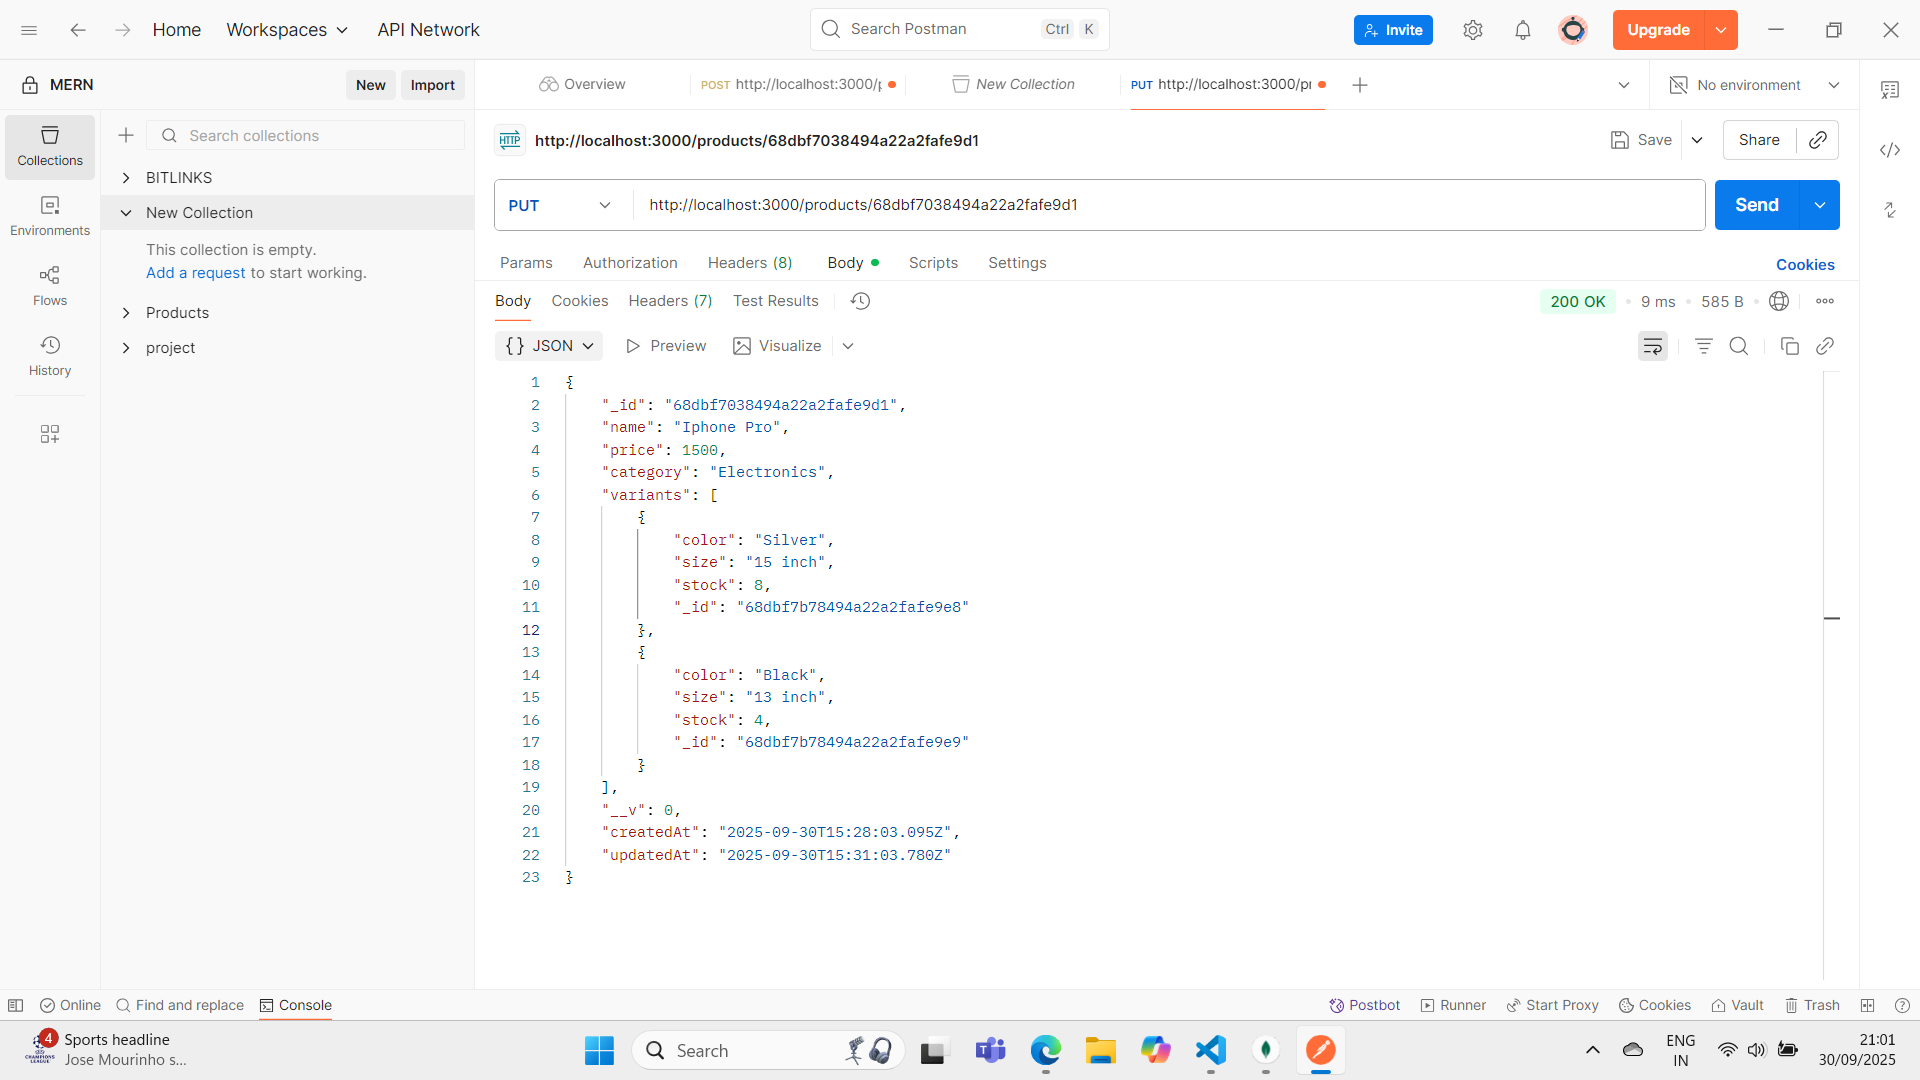 Home
Workspaces
API Network
Search Postman
Ctrl
K
Invite
Upgrade
MERN
New
Import
Overview
POST http://localhost:3000/p
New Collection
PUT http://localhost:3000/pr
No environment
Collections
Search collections
HTTP
http://localhost:3000/products/68dbf7038494a22a2fafe9d1
Save
Share
BITLINKS
New Collection
This collection is empty.
Add a request to start working.
Products
project
Environments
Flows
History
PUT
http://localhost:3000/products/68dbf7038494a22a2fafe9d1
Send
Params
Authorization
Headers (8)
Body
Scripts
Settings
Cookies
Body
Cookies
Headers (7)
Test Results
200 OK
9 ms
585 B
{} JSON
Preview
Visualize
1 {
2 "_id": "68dbf7038494a22a2fafe9d1",
3 "name": "Iphone Pro",
4 "price": 1500,
5 "category": "Electronics",
6 "variants": [
7 {
8 "color": "Silver",
9 "size": "15 inch",
10 "stock": 8,
11 "_id": "68dbf7b78494a22a2fafe9e8"
12 },
13 {
14 "color": "Black",
15 "size": "13 inch",
16 "stock": 4,
17 "_id": "68dbf7b78494a22a2fafe9e9"
18 }
19 ],
20 "__v": 0,
21 "createdAt": "2025-09-30T15:28:03.095Z",
22 "updatedAt": "2025-09-30T15:31:03.780Z"
23 }
Online
Find and replace
Console
Postbot
Runner
Start Proxy
Cookies
Vault
Trash
4
Sports headline
Jose Mourinho s...
Search
ENG
IN
21:01
30/09/2025